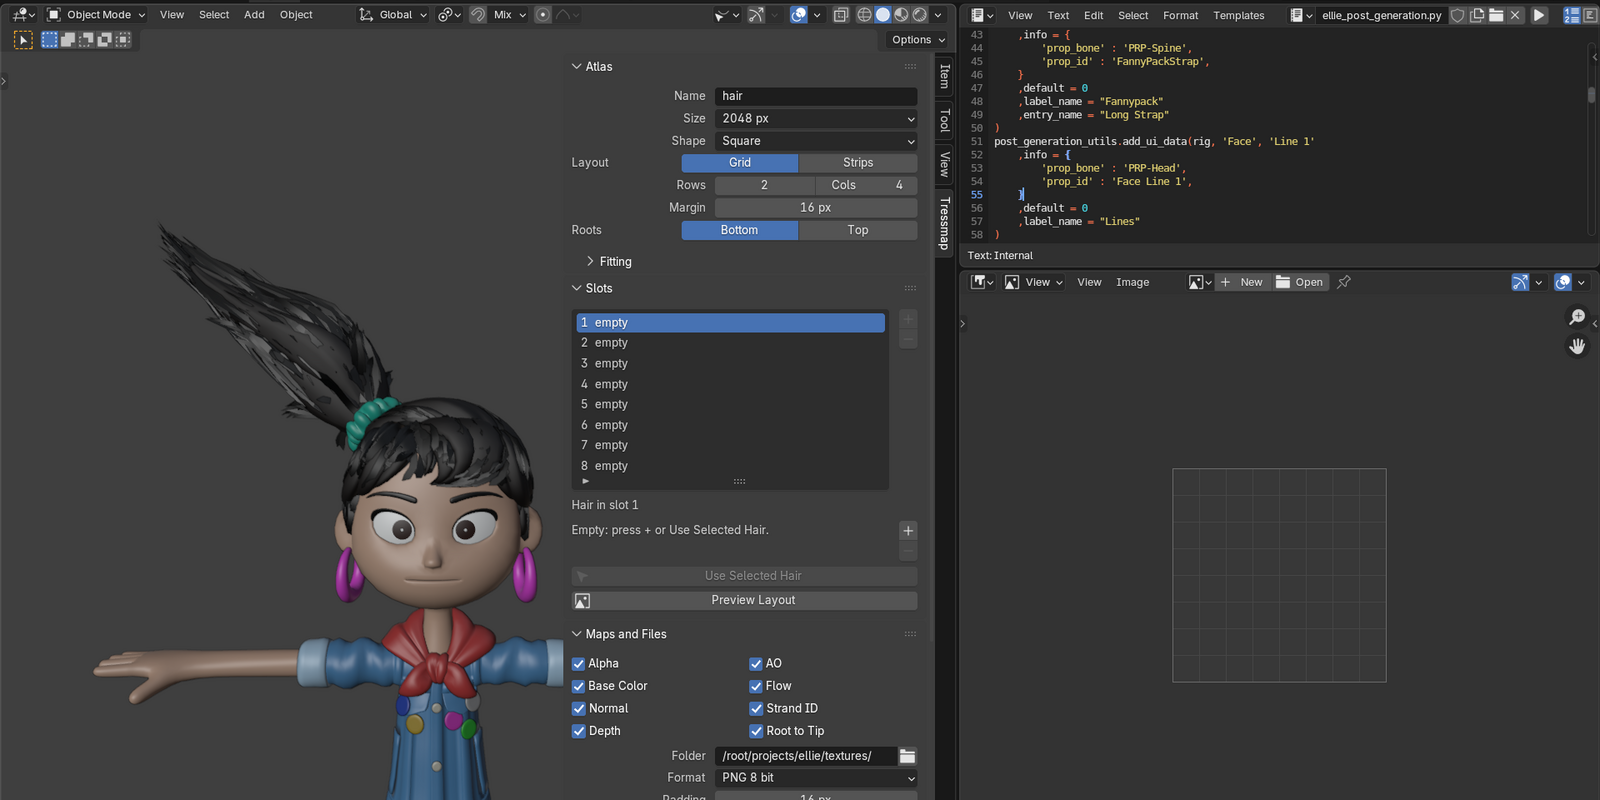 Object Mode View Select Add Object Global Mix
Options
Atlas
Name hair
Size 2048 px
Shape Square
Layout Grid Strips
Rows 2 Cols 4
Margin 16 px
Roots Bottom Top
Fitting
Slots
1 empty
2 empty
3 empty
4 empty
5 empty
6 empty
7 empty
8 empty
Hair in slot 1
Empty: press + or Use Selected Hair.
Use Selected Hair
Preview Layout
Maps and Files
Alpha AO
Base Color Flow
Normal Strand ID
Depth Root to Tip
Folder /root/projects/ellie/textures/
Format PNG 8 bit
Padding 16 px
Item
Tool
View
Tressmap
View Text Edit Select Format Templates ellie_post_generation.py
43 ,info = {
44 'prop_bone' : 'PRP-Spine',
45 'prop_id' : 'FannyPackStrap',
46 }
47 ,default = 0
48 ,label_name = "Fannypack"
49 ,entry_name = "Long Strap"
50 )
51 post_generation_utils.add_ui_data(rig, 'Face', 'Line 1'
52 ,info = {
53 'prop_bone' : 'PRP-Head',
54 'prop_id' : 'Face Line 1',
55 }
56 ,default = 0
57 ,label_name = "Lines"
58 )
Text: Internal
View View Image New Open